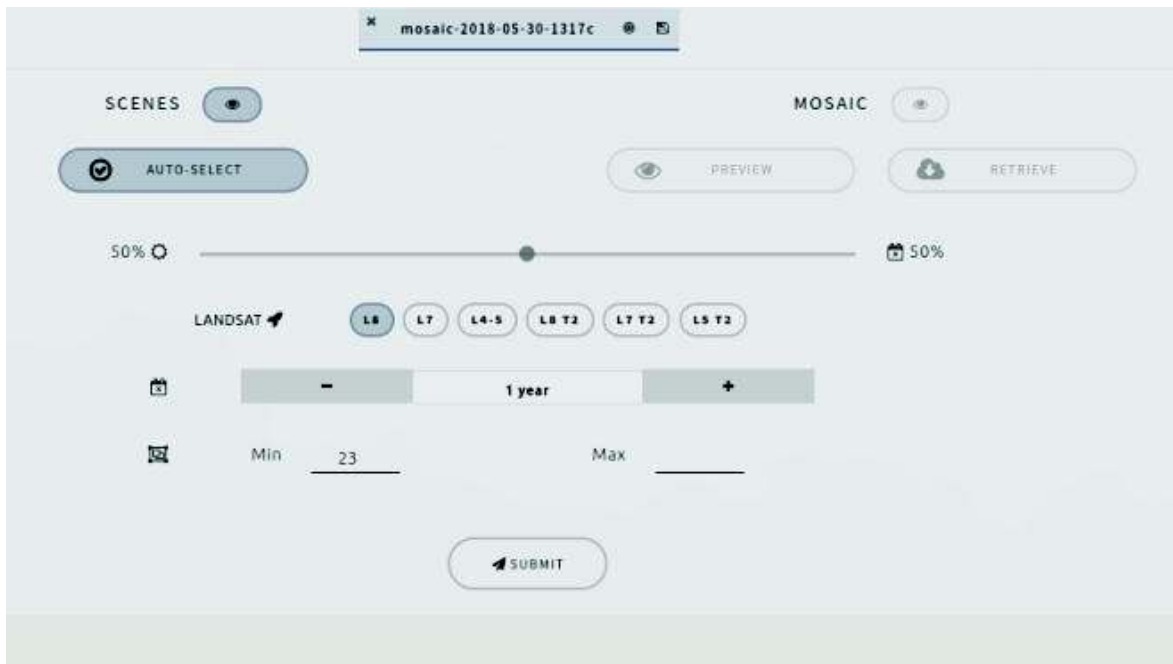 mosaic-2018-05-30-1317c
SCENES MOSAIC
AUTO-SELECT PREVIEW RETRIEVE
50% 50%
LANDSAT L8 L7 L4-5 L8 T2 L7 T2 L5 T2
- 1 year +
Min 23 Max
SUBMIT